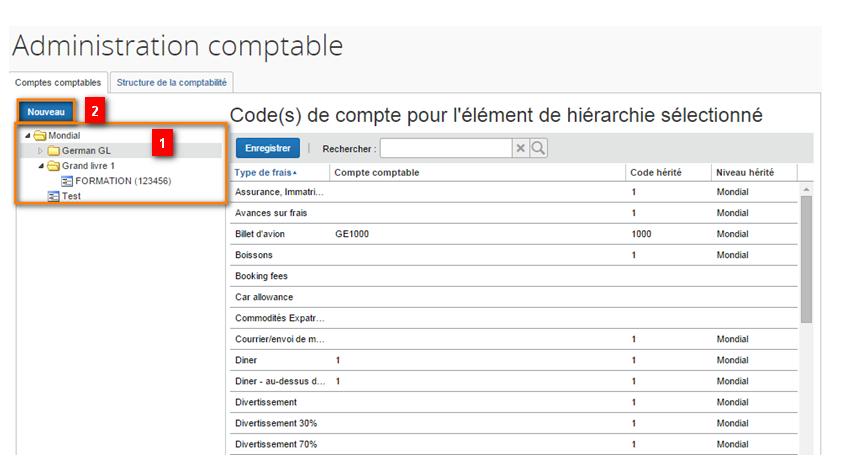 Administration comptable
Comptes comptables Structure de la comptabilité
Nouveau 2
1
Mondial
German GL
Grand livre 1
FORMATION (123456)
Test
Code(s) de compte pour l'élément de hiérarchie sélectionné
Enregistrer Rechercher :
Type de frais Compte comptable Code hérité Niveau hérité
Assurance, Immatri... 1 Mondial
Avances sur frais 1 Mondial
Billet d'avion GE1000 1000 Mondial
Boissons 1 Mondial
Booking fees
Car allowance
Commodités Expatr...
Courrier/envoi de m... 1 Mondial
Diner 1 1 Mondial
Diner - au-dessus d... 1 1 Mondial
Divertissement 1 Mondial
Divertissement 30% 1 Mondial
Divertissement 70% 1 Mondial